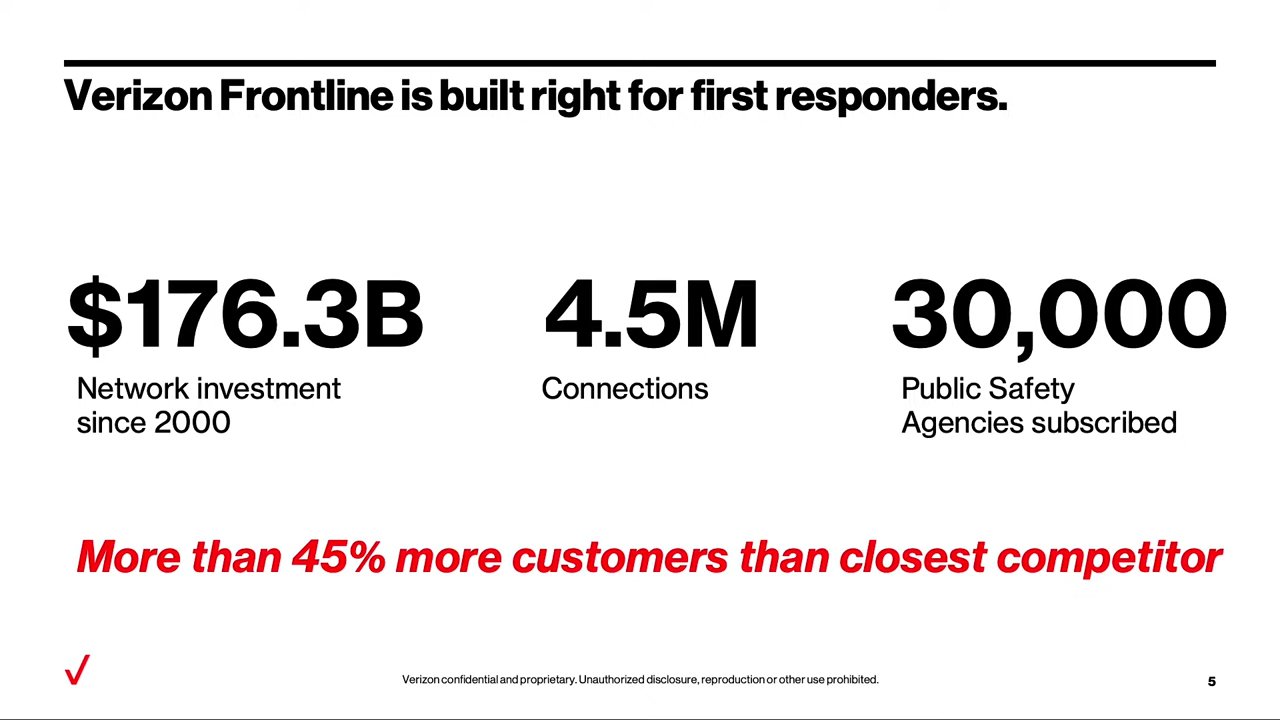 Verizon Frontline is built right for first responders.
$176.3B
Network investment
since 2000
4.5M
Connections
30,000
Public Safety
Agencies subscribed
More than 45% more customers than closest competitor
Verizon confidential and proprietary. Unauthorized disclosure, reproduction or other use prohibited.
5